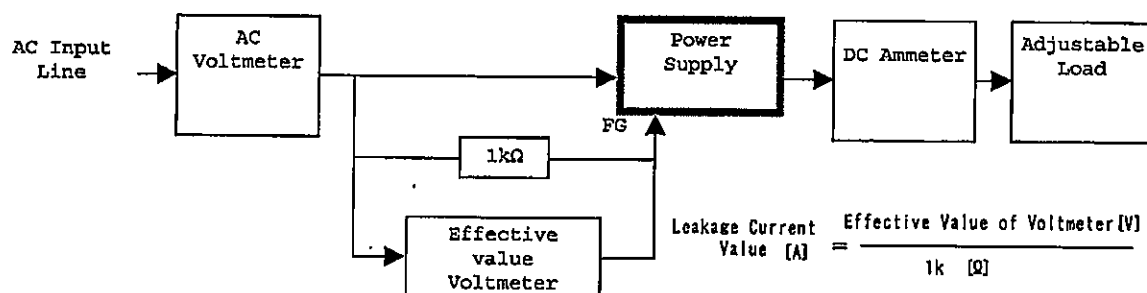 AC Input
Line
AC
Voltmeter
Power
Supply
DC Ammeter
Adjustable
Load
FG
1kΩ
Effective
value
Voltmeter
Leakage Current
Value [A]
=
Effective Value of Voltmeter[V]
1k [Ω]